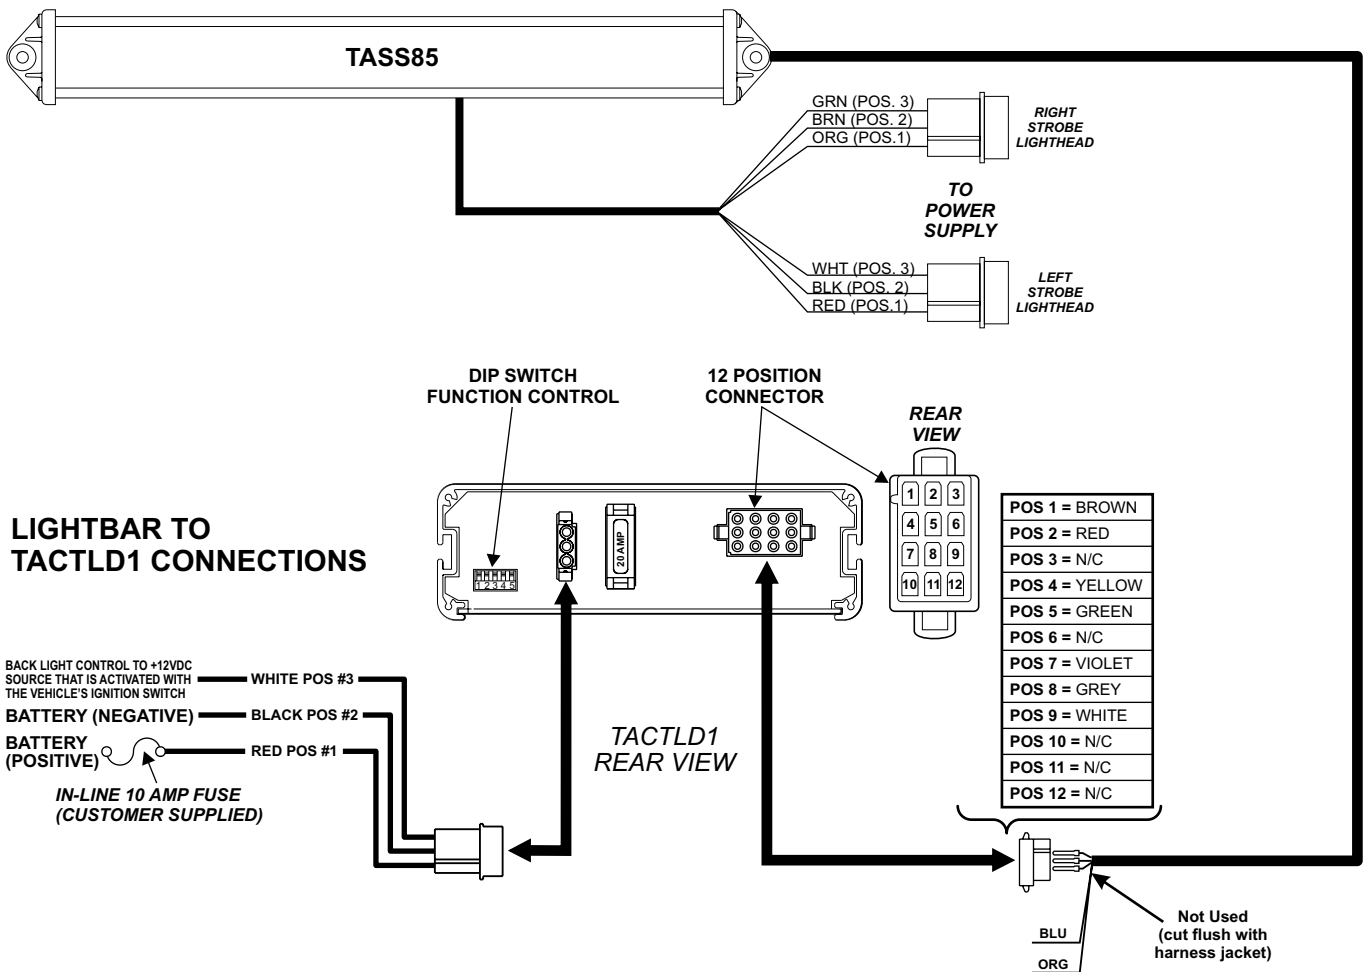 TASS85
GRN (POS. 3)
BRN (POS. 2)
ORG (POS.1)
RIGHT
STROBE
LIGHTHEAD
TO
POWER
SUPPLY
WHT (POS. 3)
BLK (POS. 2)
RED (POS.1)
LEFT
STROBE
LIGHTHEAD
DIP SWITCH
FUNCTION CONTROL
12 POSITION
CONNECTOR
REAR
VIEW
1 2 3
4 5 6
7 8 9
10 11 12
LIGHTBAR TO
TACTLD1 CONNECTIONS
1 2 3 4 5
20 AMP
POS 1 = BROWN
POS 2 = RED
POS 3 = N/C
POS 4 = YELLOW
POS 5 = GREEN
POS 6 = N/C
POS 7 = VIOLET
POS 8 = GREY
POS 9 = WHITE
POS 10 = N/C
POS 11 = N/C
POS 12 = N/C
BACK LIGHT CONTROL TO +12VDC
SOURCE THAT IS ACTIVATED WITH
THE VEHICLE'S IGNITION SWITCH
WHITE POS #3
BATTERY (NEGATIVE)
BLACK POS #2
BATTERY
(POSITIVE)
RED POS #1
IN-LINE 10 AMP FUSE
(CUSTOMER SUPPLIED)
TACTLD1
REAR VIEW
BLU
ORG
Not Used
(cut flush with
harness jacket)